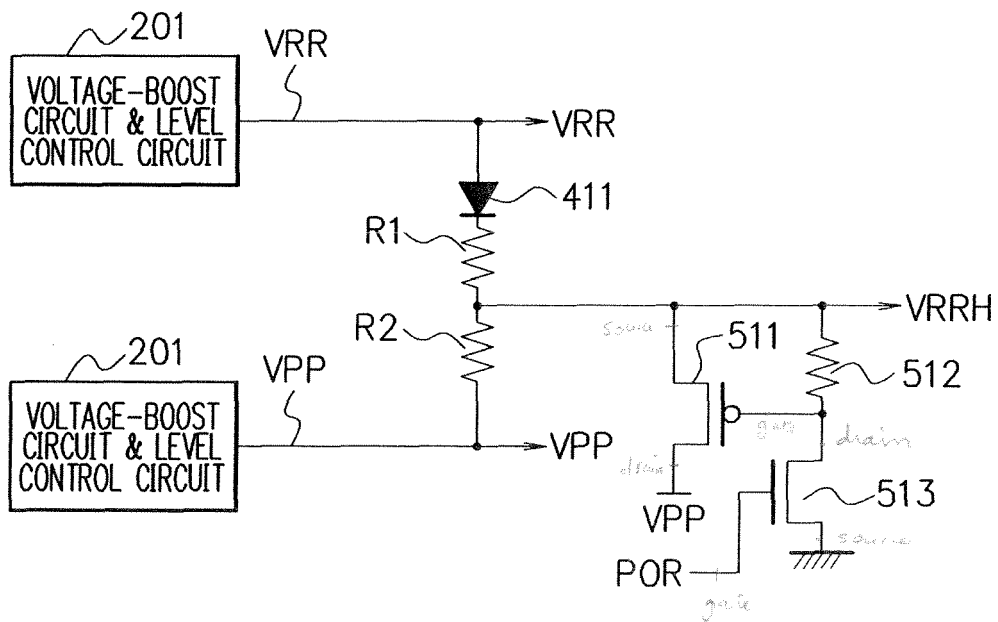 201
VRR
VOLTAGE-BOOST
CIRCUIT & LEVEL
CONTROL CIRCUIT
VRR
411
R1
VRRH
R2
source
511
512
201
VPP
gate
drain
VOLTAGE-BOOST
CIRCUIT & LEVEL
CONTROL CIRCUIT
VPP
drain
513
VPP
source
POR
gate